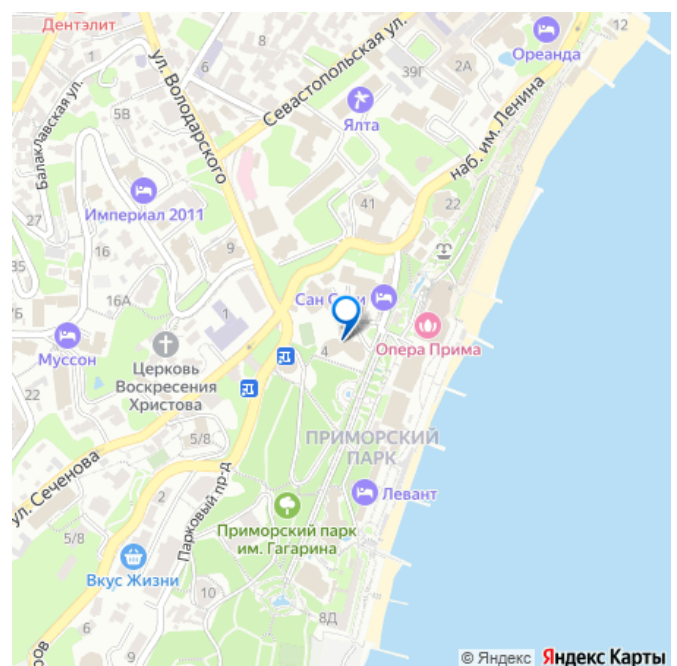 Дентэлит
12
Ореанда
8
1
6
39Г
2А
Севастопольская ул.
Балаклавская ул.
ул. Володарского
5В
Ялта
наб. им. Ленина
Империал 2011
41
22
27
16
9
35
16А
1
Муссон
4
Опера Прима
Церковь
Воскресения
Христова
5/8
ПРИМОРСКИЙ
ПАРК
ул. Сеченова
Парковый пр-д
2
Левант
Приморский парк
им. Гагарина
5/8
Вкус Жизни
10
8Д
9
© Яндекс
Яндекс Карты